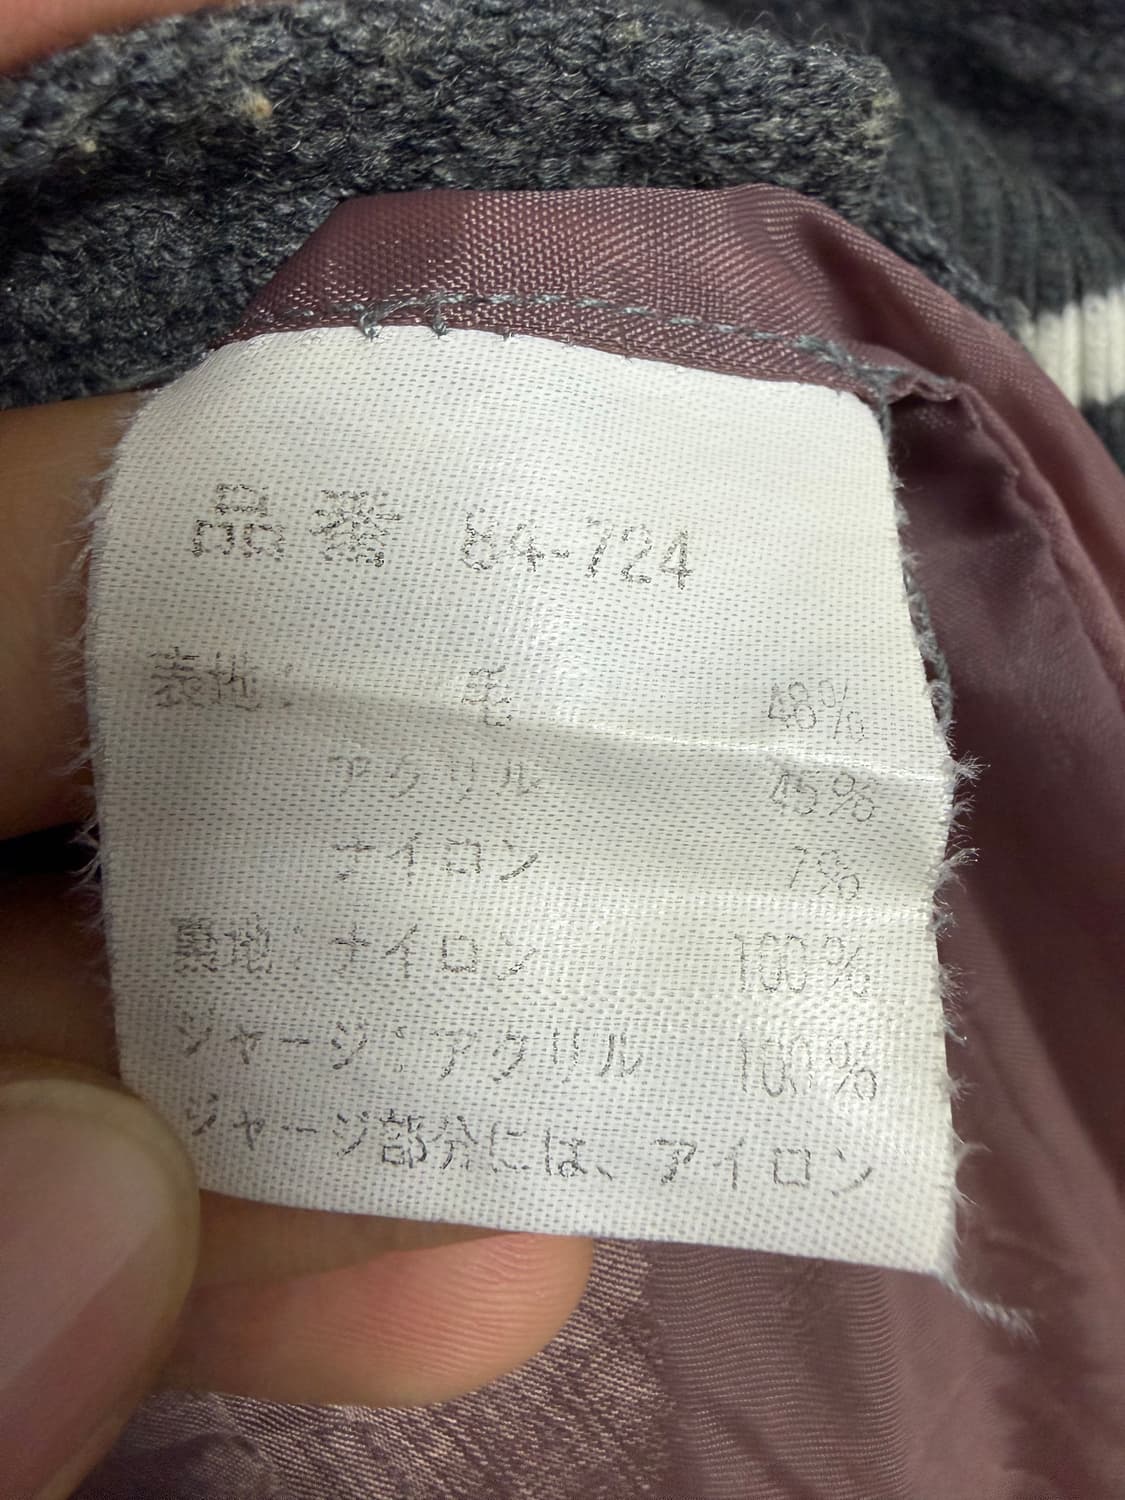 品番 84-724
表地: 毛 48%
アクリル 45%
ナイロン 7%
裏地: ナイロン 100%
ジャージ: アクリル 100%
ジャージ部分には、アイロン